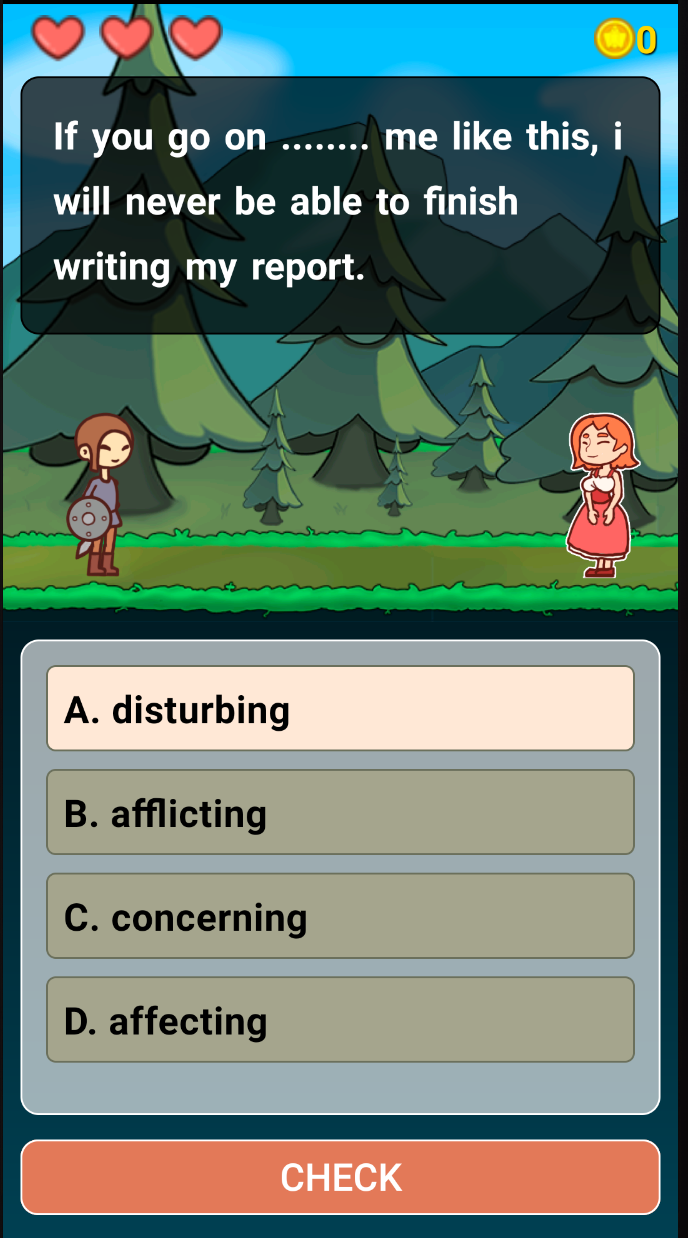 0
If you go on ........ me like this, i
will never be able to finish
writing my report.
A. disturbing
B. afflicting
C. concerning
D. affecting
CHECK